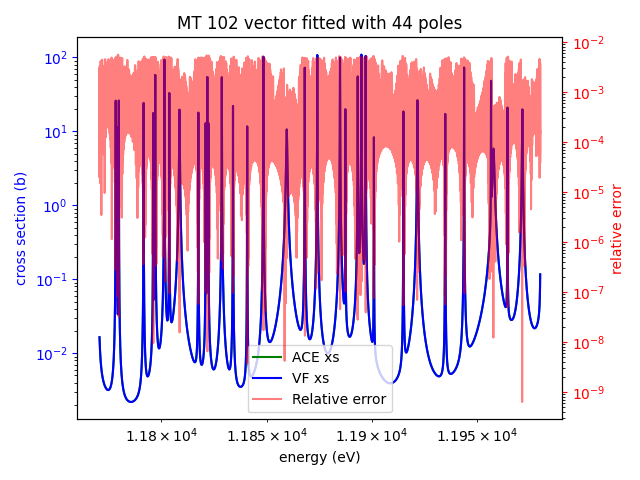 MT 102 vector fitted with 44 poles
cross section (b)
10²
10¹
10⁰
10⁻¹
10⁻²
10⁻²
10⁻³
10⁻⁴
10⁻⁵
10⁻⁶
10⁻⁷
10⁻⁸
10⁻⁹
relative error
ACE xs
VF xs
Relative error
1.18 × 10⁴ 1.185 × 10⁴ 1.19 × 10⁴ 1.195 × 10⁴
energy (eV)